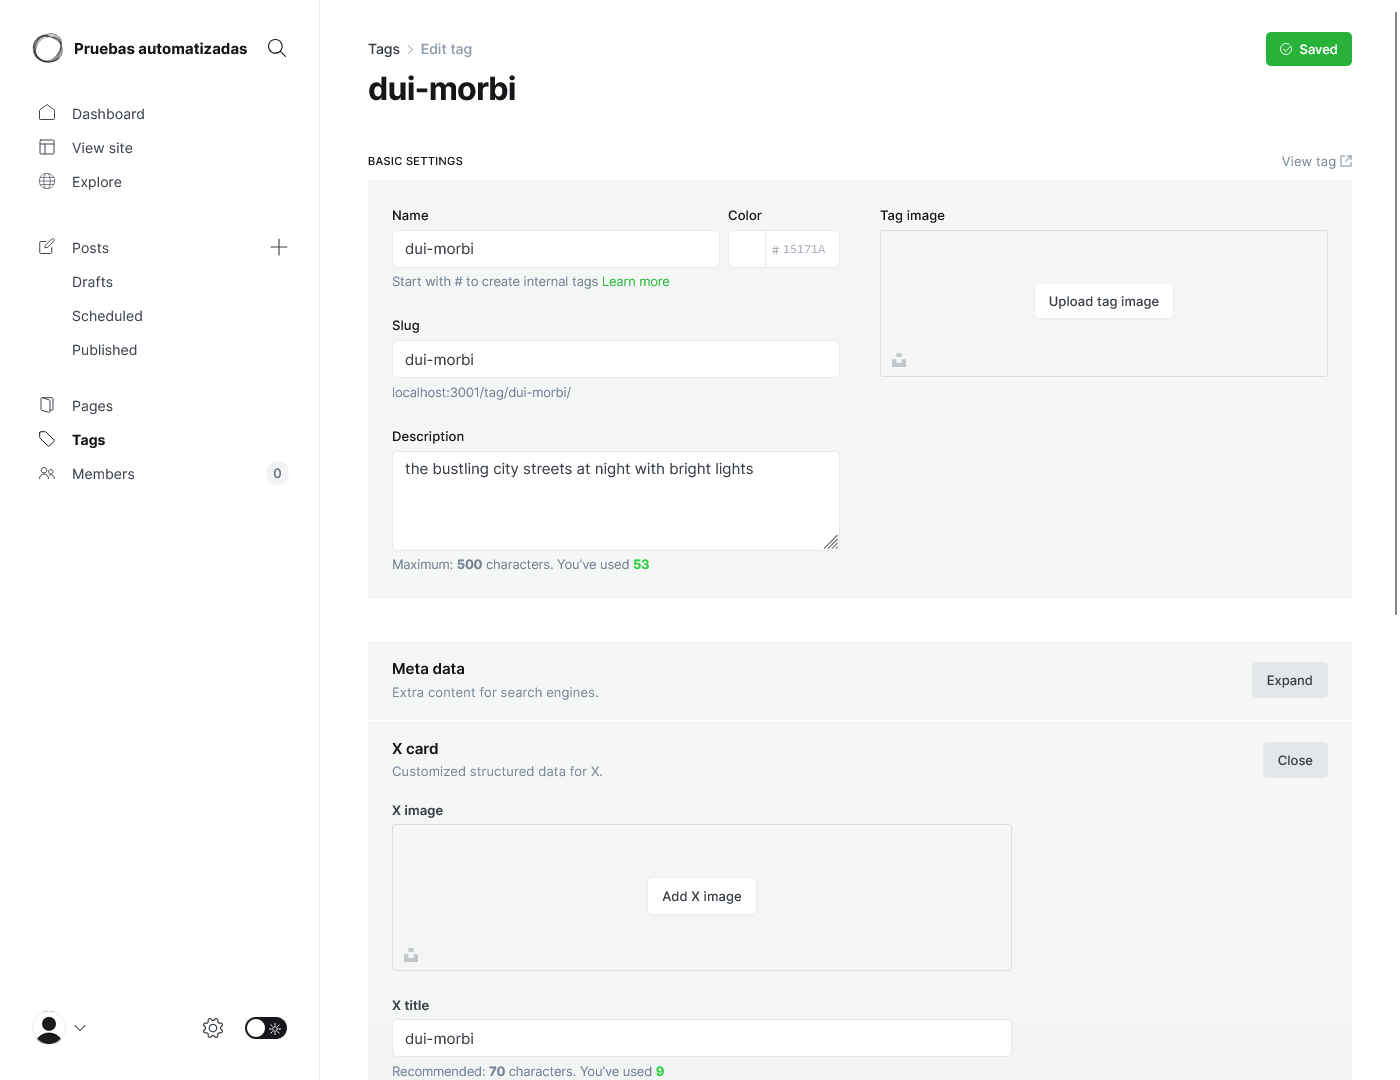 Pruebas automatizadas
Dashboard
View site
Explore
Posts
Drafts
Scheduled
Published
Pages
Tags
Members
0
Tags > Edit tag
Saved
dui-morbi
BASIC SETTINGS
View tag
Name
dui-morbi
Color
# 15171A
Start with # to create internal tags Learn more
Slug
dui-morbi
localhost:3001/tag/dui-morbi/
Description
the bustling city streets at night with bright lights
Maximum: 500 characters. You've used 53
Tag image
Upload tag image
Meta data
Extra content for search engines.
Expand
X card
Customized structured data for X.
Close
X image
Add X image
X title
dui-morbi
Recommended: 70 characters. You've used 9